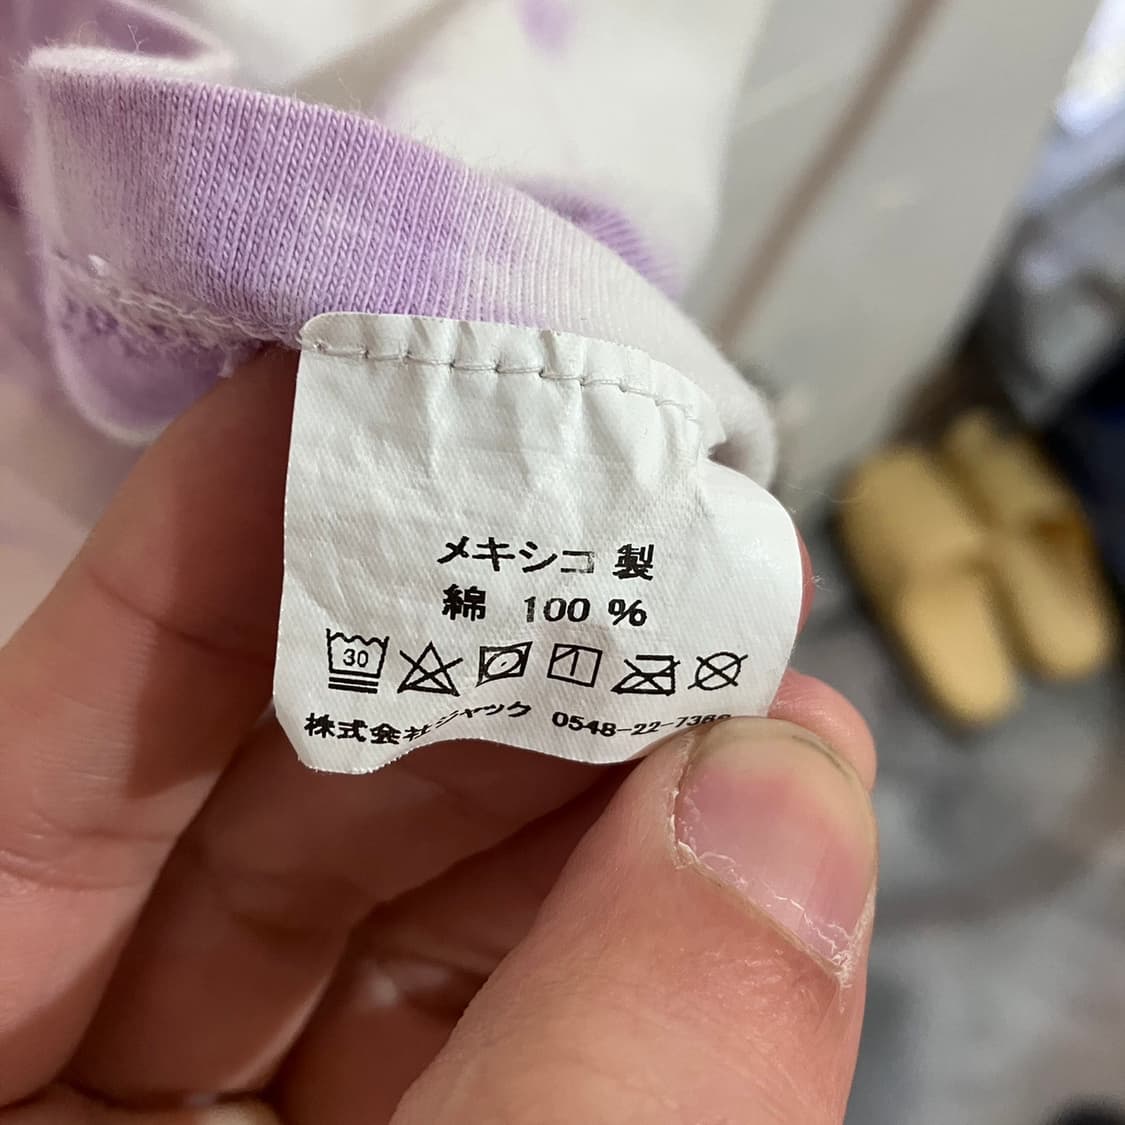 メキシコ 製
綿 100 %
30
株式会社ジャック 0548-22-738